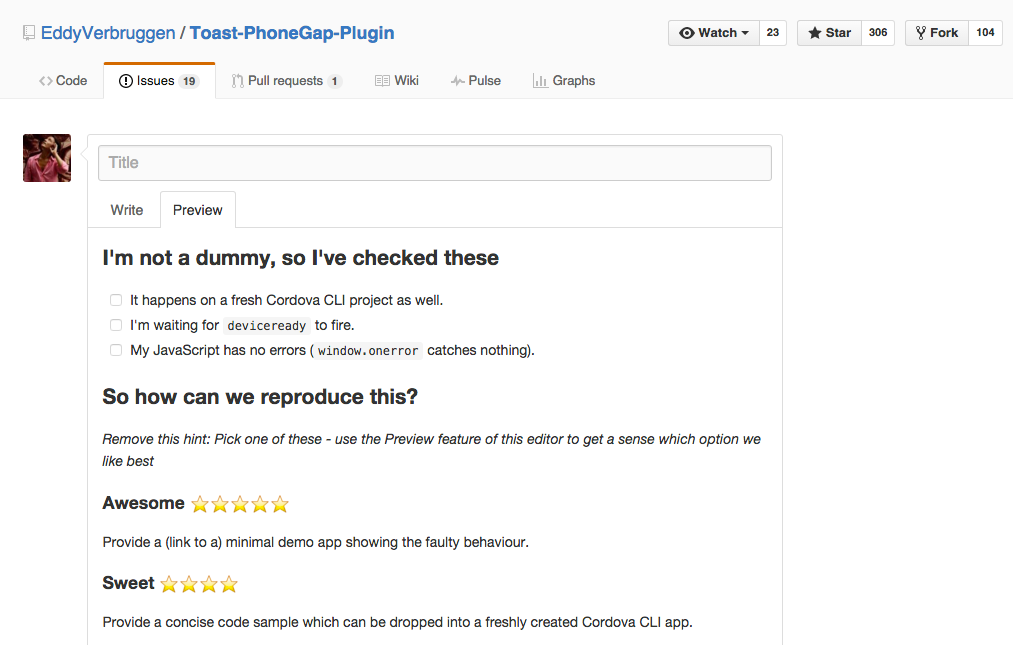 EddyVerbruggen / Toast-PhoneGap-Plugin
Watch 23 Star 306 Fork 104
Code Issues 19 Pull requests 1 Wiki Pulse Graphs
Title
Write Preview
I'm not a dummy, so I've checked these
It happens on a fresh Cordova CLI project as well.
I'm waiting for deviceready to fire.
My JavaScript has no errors ( window.onerror catches nothing).
So how can we reproduce this?
Remove this hint: Pick one of these - use the Preview feature of this editor to get a sense which option we
like best
Awesome ⭐⭐⭐⭐⭐
Provide a (link to a) minimal demo app showing the faulty behaviour.
Sweet ⭐⭐⭐⭐
Provide a concise code sample which can be dropped into a freshly created Cordova CLI app.